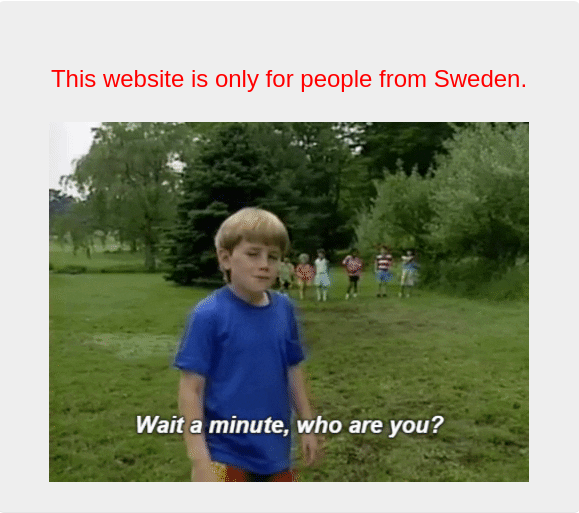 This website is only for people from Sweden.
Wait a minute, who are you?